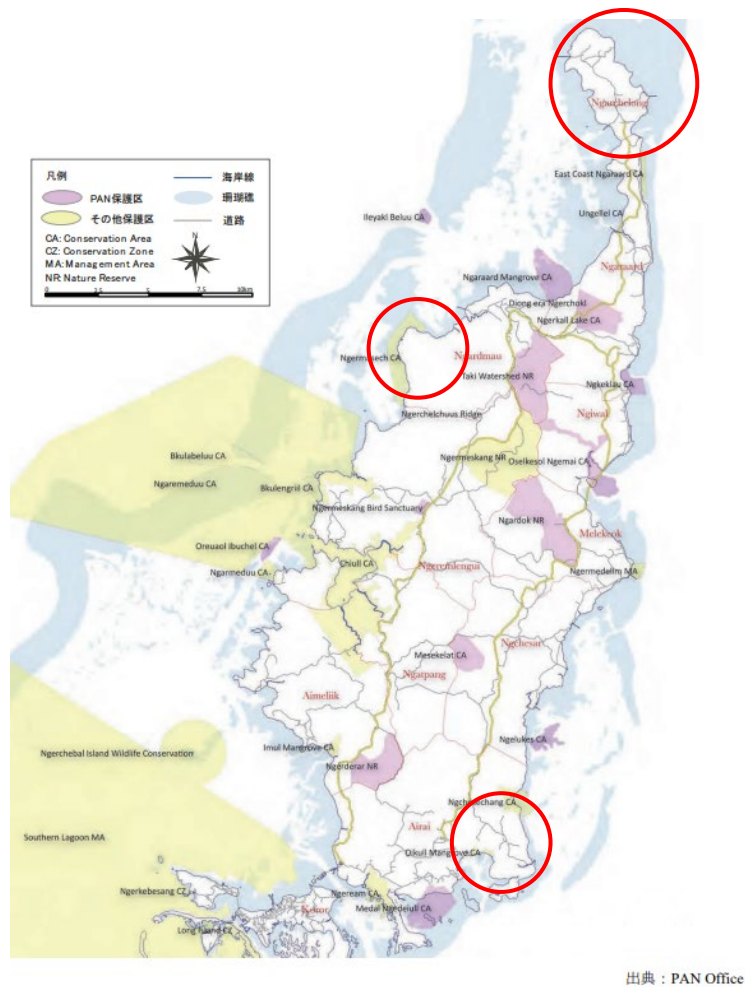 凡例
PAN保護区
その他保護区
海岸線
珊瑚礁
道路
CA: Conservation Area
CZ: Conservation Zone
MA: Management Area
NR: Nature Reserve
N
0 2.5 5 7.5 10km
Ngarchelong
East Coast Ngaraard CA
Ileyakl Beluu CA
Ungellel CA
Ngaraard
Ngaraard Mangrove CA
Diong era Ngerchokl
Ngerkall Lake CA
Ngermasech CA
Ngardmau
Taki Watershed NR
Ngkeklau CA
Ngerchelchuus Ridge
Ngiwal
Bkulabeluu CA
Ngermeskang NR
Oselkesol Ngemai CA
Ngaremeduu CA
Bkulengriil CA
Ngermeskang Bird Sanctuary
Ngardok NR
Melekeok
Oreuaol Ibuchel CA
Chiull CA
Ngeremlengui
Ngarmeduu CA
Ngermedellm MA
Ngchesar
Mesekelat CA
Ngatpang
Aimeliik
Ngelukes CA
Ngerchebal Island Wildlife Conservation
Imul Mangrove CA
Ngerderar NR
Airai
Southern Lagoon MA
Oikull Mangrove CA
Ngerkebesang CZ
Ngeream CA
Medal Ngediull CA
Koror
Long Island CZ
出典：PAN Office